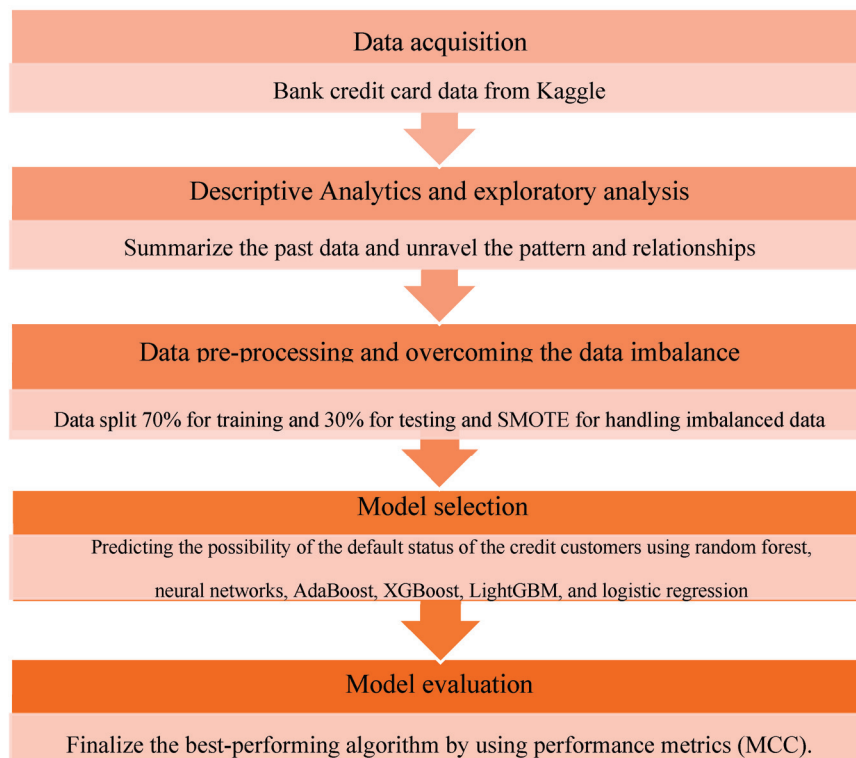 Data acquisition
Bank credit card data from Kaggle
Descriptive Analytics and exploratory analysis
Summarize the past data and unravel the pattern and relationships
Data pre-processing and overcoming the data imbalance
Data split 70% for training and 30% for testing and SMOTE for handling imbalanced data
Model selection
Predicting the possibility of the default status of the credit customers using random forest,
neural networks, AdaBoost, XGBoost, LightGBM, and logistic regression
Model evaluation
Finalize the best-performing algorithm by using performance metrics (MCC).